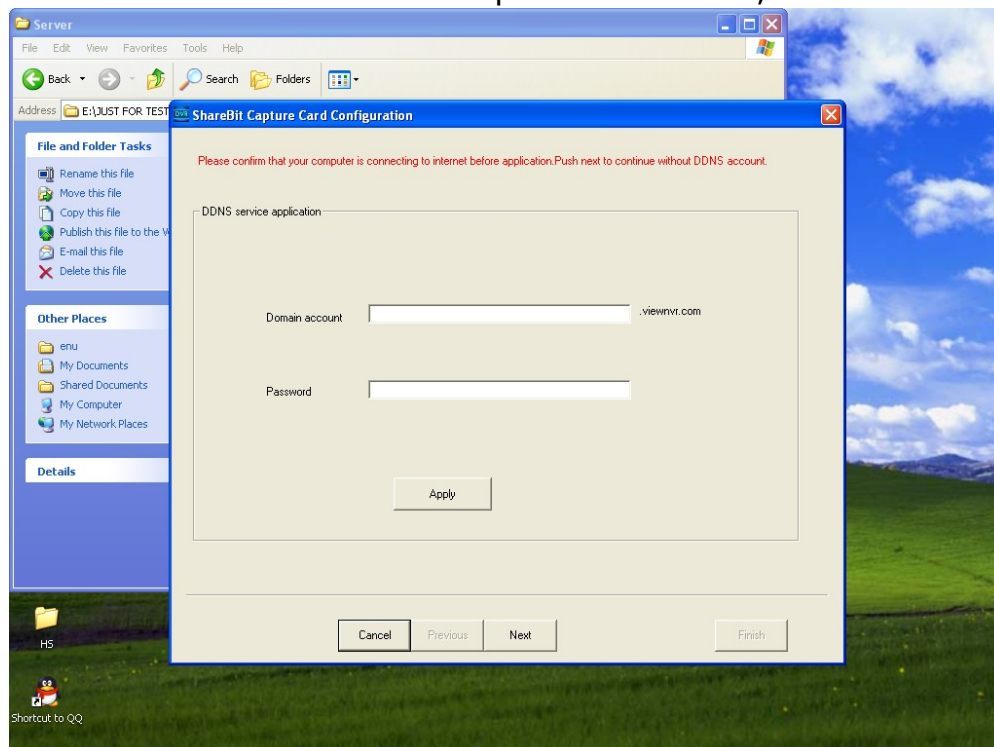 Server
File Edit View Favorites Tools Help
Back Search Folders
Address E:\JUST FOR TEST
ShareBit Capture Card Configuration
File and Folder Tasks
Rename this file
Move this file
Copy this file
Publish this file to the
E-mail this file
Delete this file
Other Places
enu
My Documents
Shared Documents
My Computer
My Network Places
Details
Please confirm that your computer is connecting to internet before application.Push next to continue without DDNS account.
DDNS service application
Domain account .viewnvr.com
Password
Apply
Cancel Previous Next Finish
HS
Shortcut to QQ